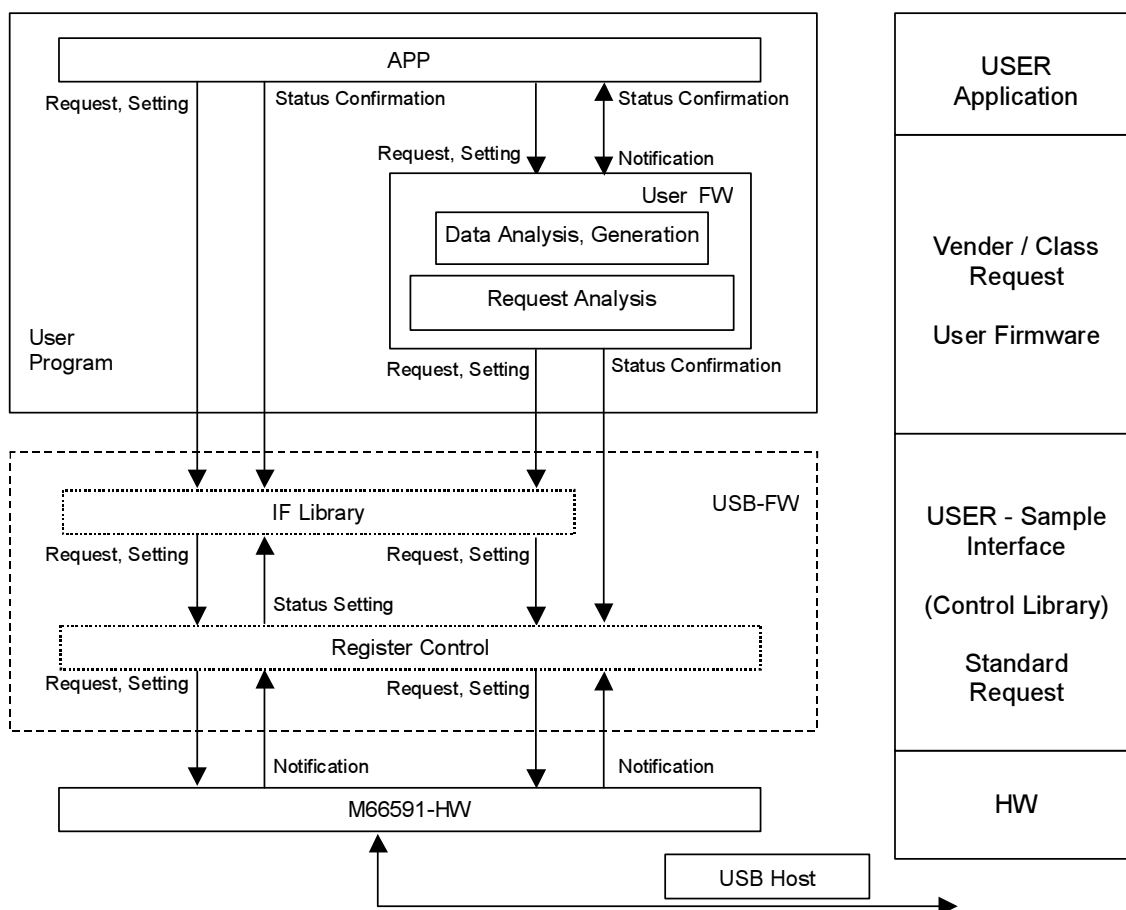 APP
Request, Setting
Status Confirmation
Status Confirmation
Request, Setting
Notification
User FW
Data Analysis, Generation
Request Analysis
User
Program
Request, Setting
Status Confirmation
USB-FW
IF Library
Request, Setting
Request, Setting
Status Setting
Register Control
Request, Setting
Request, Setting
Notification
Notification
M66591-HW
USB Host
USER
Application
Vender / Class
Request
User Firmware
USER - Sample
Interface
(Control Library)
Standard
Request
HW